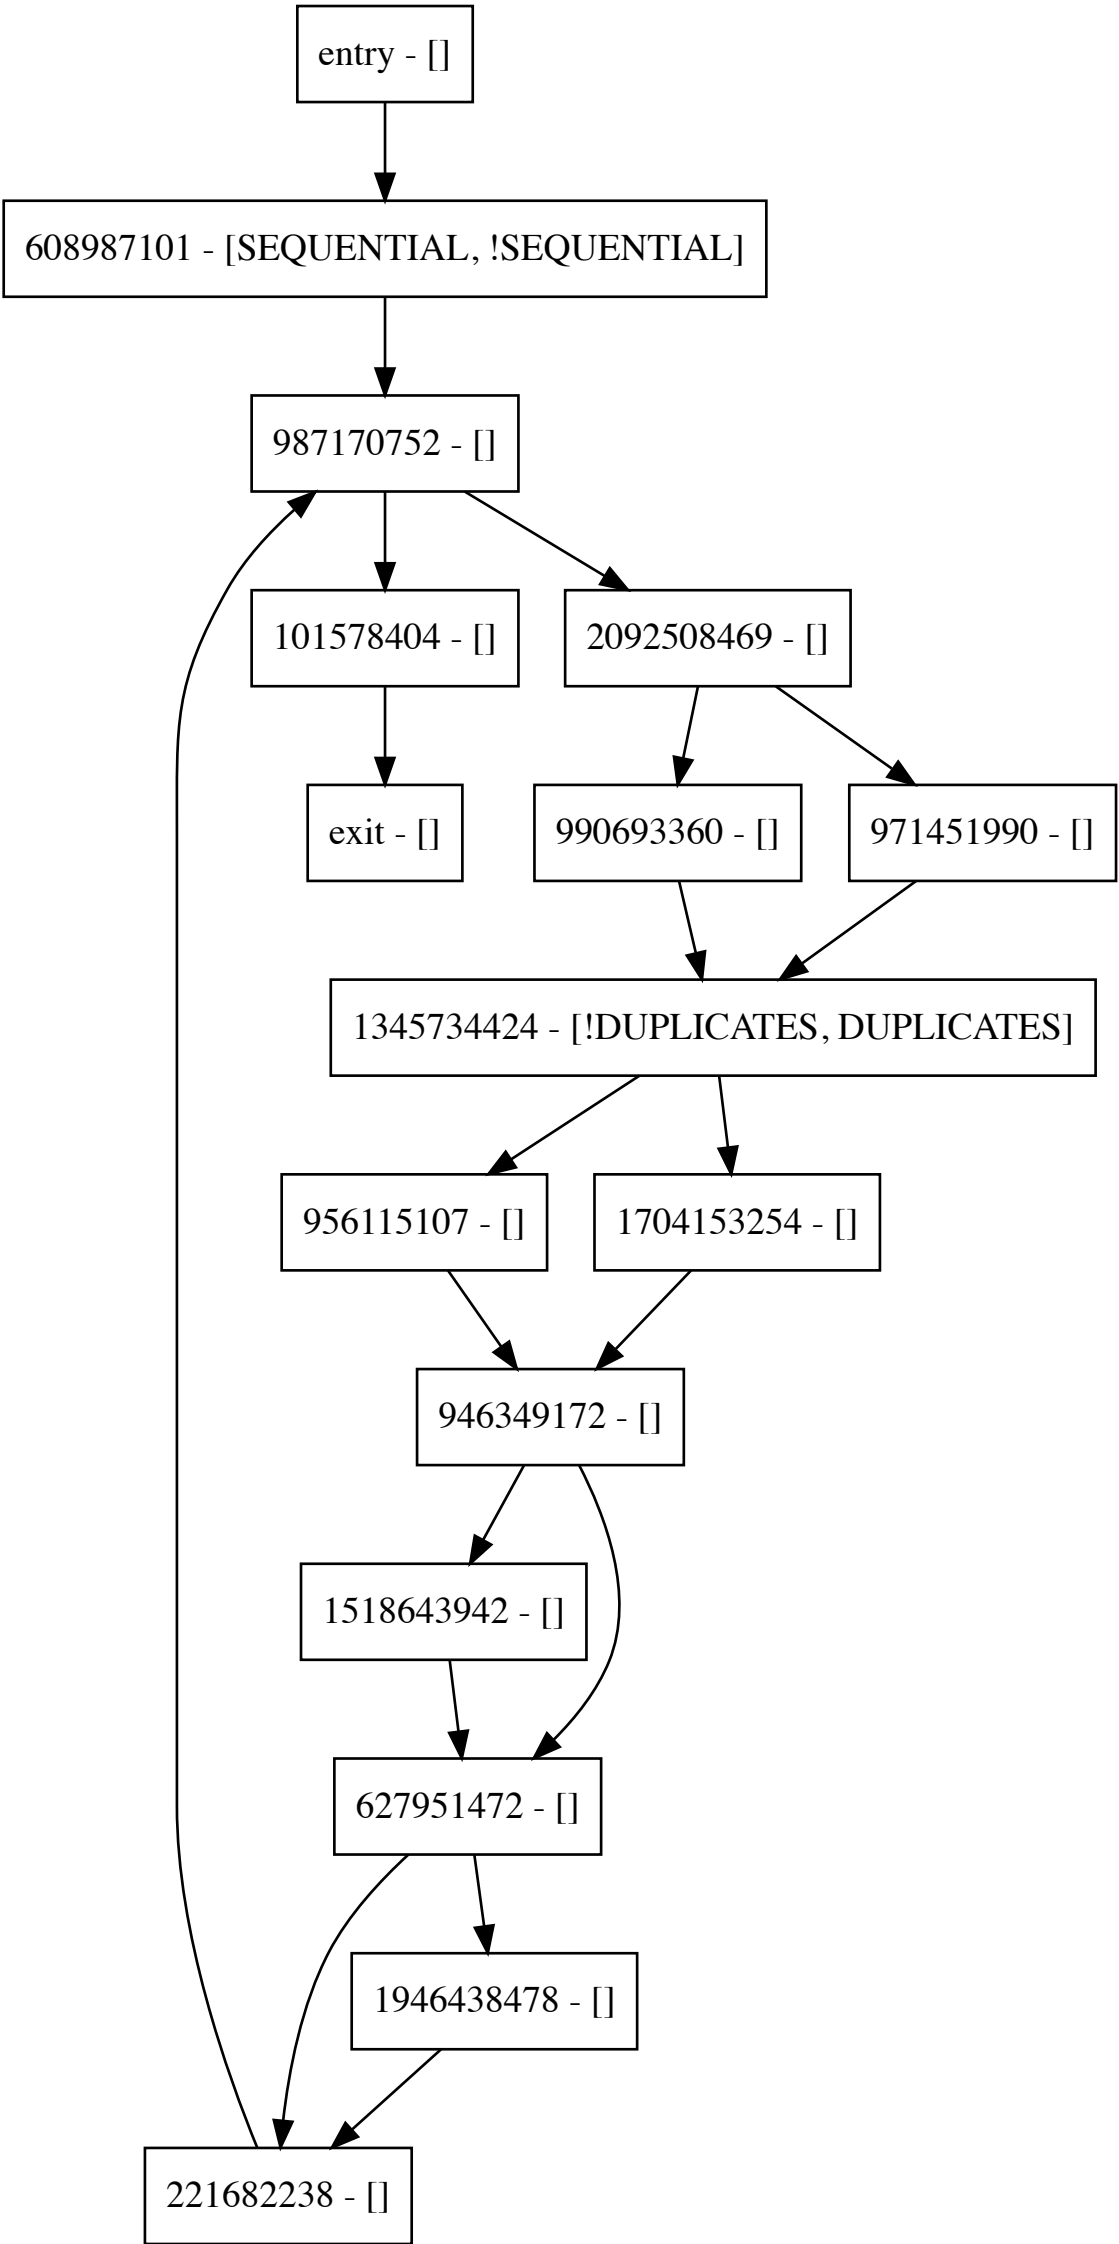 entry - []
608987101 - [SEQUENTIAL, !SEQUENTIAL]
987170752 - []
101578404 - []
2092508469 - []
exit - []
990693360 - []
971451990 - []
1345734424 - [!DUPLICATES, DUPLICATES]
956115107 - []
1704153254 - []
946349172 - []
1518643942 - []
627951472 - []
1946438478 - []
221682238 - []